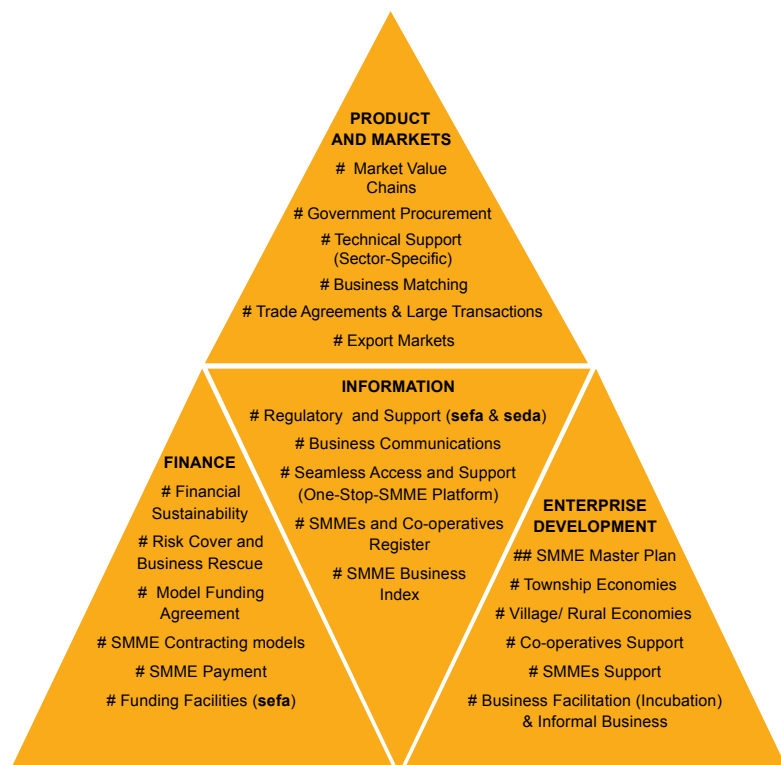 PRODUCT
AND MARKETS
# Market Value
Chains
# Government Procurement
# Technical Support
(Sector-Specific)
# Business Matching
# Trade Agreements & Large Transactions
# Export Markets
INFORMATION
# Regulatory and Support (sefa & seda)
# Business Communications
# Seamless Access and Support
(One-Stop-SMME Platform)
# SMMEs and Co-operatives
Register
# SMME Business
Index
FINANCE
# Financial
Sustainability
# Risk Cover and
Business Rescue
# Model Funding
Agreement
# SMME Contracting models
# SMME Payment
# Funding Facilities (sefa)
ENTERPRISE
DEVELOPMENT
## SMME Master Plan
# Township Economies
# Village/ Rural Economies
# Co-operatives Support
# SMMEs Support
# Business Facilitation (Incubation)
& Informal Business